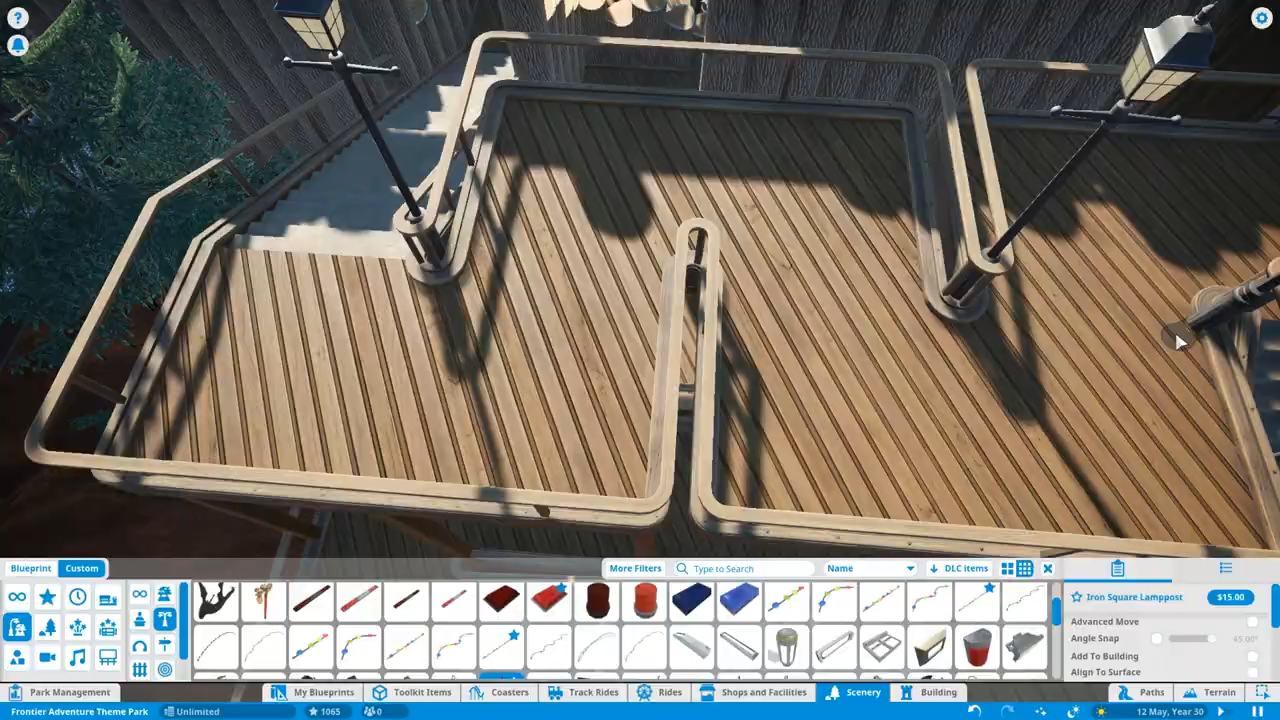 ?
Blueprint
Custom
More Filters
Type to Search
Name
DLC items
Iron Square Lamppost
$15.00
Advanced Move
Angle Snap
45.00°
Add To Building
Align To Surface
Park Management
My Blueprints
Toolkit Items
Coasters
Track Rides
Rides
Shops and Facilities
Scenery
Building
Paths
Terrain
Frontier Adventure Theme Park
Unlimited
1065
0
12 May, Year 30